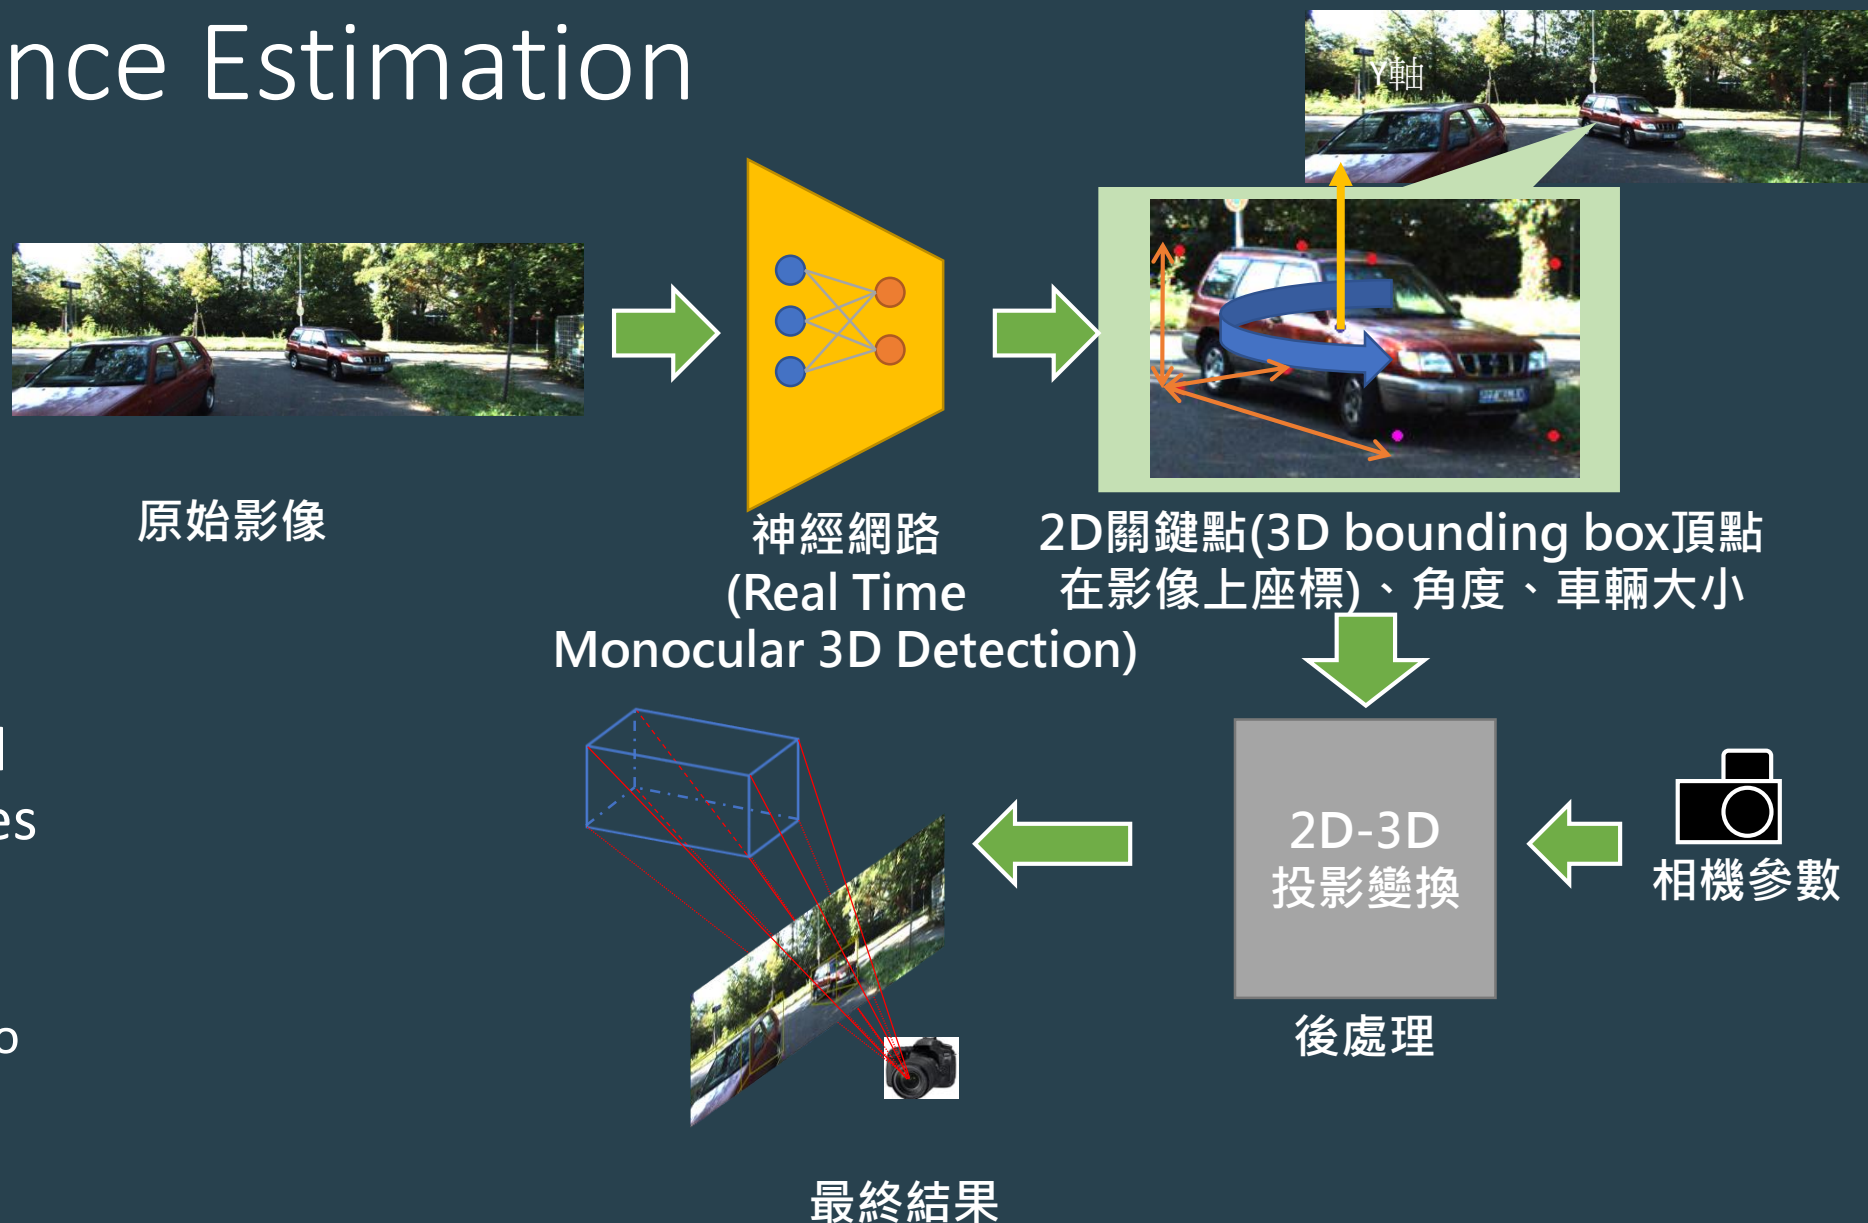 nce Estimation
Y軸
原始影像
神經網路
(Real Time
Monocular 3D Detection)
2D關鍵點(3D bounding box頂點
在影像上座標)、角度、車輛大小
es
2D-3D
投影變換
相機參數
後處理
o
最終結果